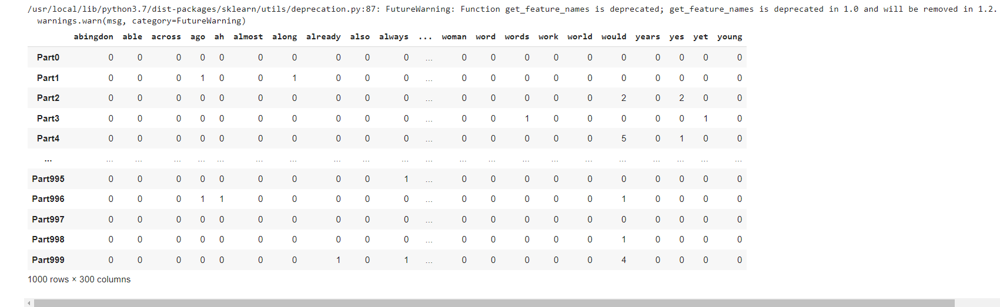 /usr/local/lib/python3.7/dist-packages/sklearn/utils/deprecation.py:87: FutureWarning: Function get_feature_names is deprecated; get_feature_names is deprecated in 1.0 and will be removed in 1.2.
warnings.warn(msg, category=FutureWarning)
abingdon able across ago ah almost along already also always ... woman word words work world would years yes yet young
Part0 0 0 0 0 0 0 0 0 0 0 ... 0 0 0 0 0 0 0 0 0 0
Part1 0 0 0 1 0 0 1 0 0 0 ... 0 0 0 0 0 0 0 0 0 0
Part2 0 0 0 0 0 0 0 0 0 0 ... 0 0 0 0 0 2 0 2 0 0
Part3 0 0 0 0 0 0 0 0 0 0 ... 0 0 1 0 0 0 0 0 1 0
Part4 0 0 0 0 0 0 0 0 0 0 ... 0 0 0 0 0 5 0 1 0 0
... ... ... ... ... ... ... ... ... ... ... ... ... ... ... ... ... ... ... ... ... ...
Part995 0 0 0 0 0 0 0 0 0 1 ... 0 0 0 0 0 0 0 0 0 0
Part996 0 0 0 1 1 0 0 0 0 0 ... 0 0 0 0 0 1 0 0 0 0
Part997 0 0 0 0 0 0 0 0 0 0 ... 0 0 0 0 0 0 0 0 0 0
Part998 0 0 0 0 0 0 0 0 0 0 ... 0 0 0 0 0 1 0 0 0 0
Part999 0 0 0 0 0 0 0 1 0 1 ... 0 0 0 0 0 4 0 0 0 0
1000 rows × 300 columns